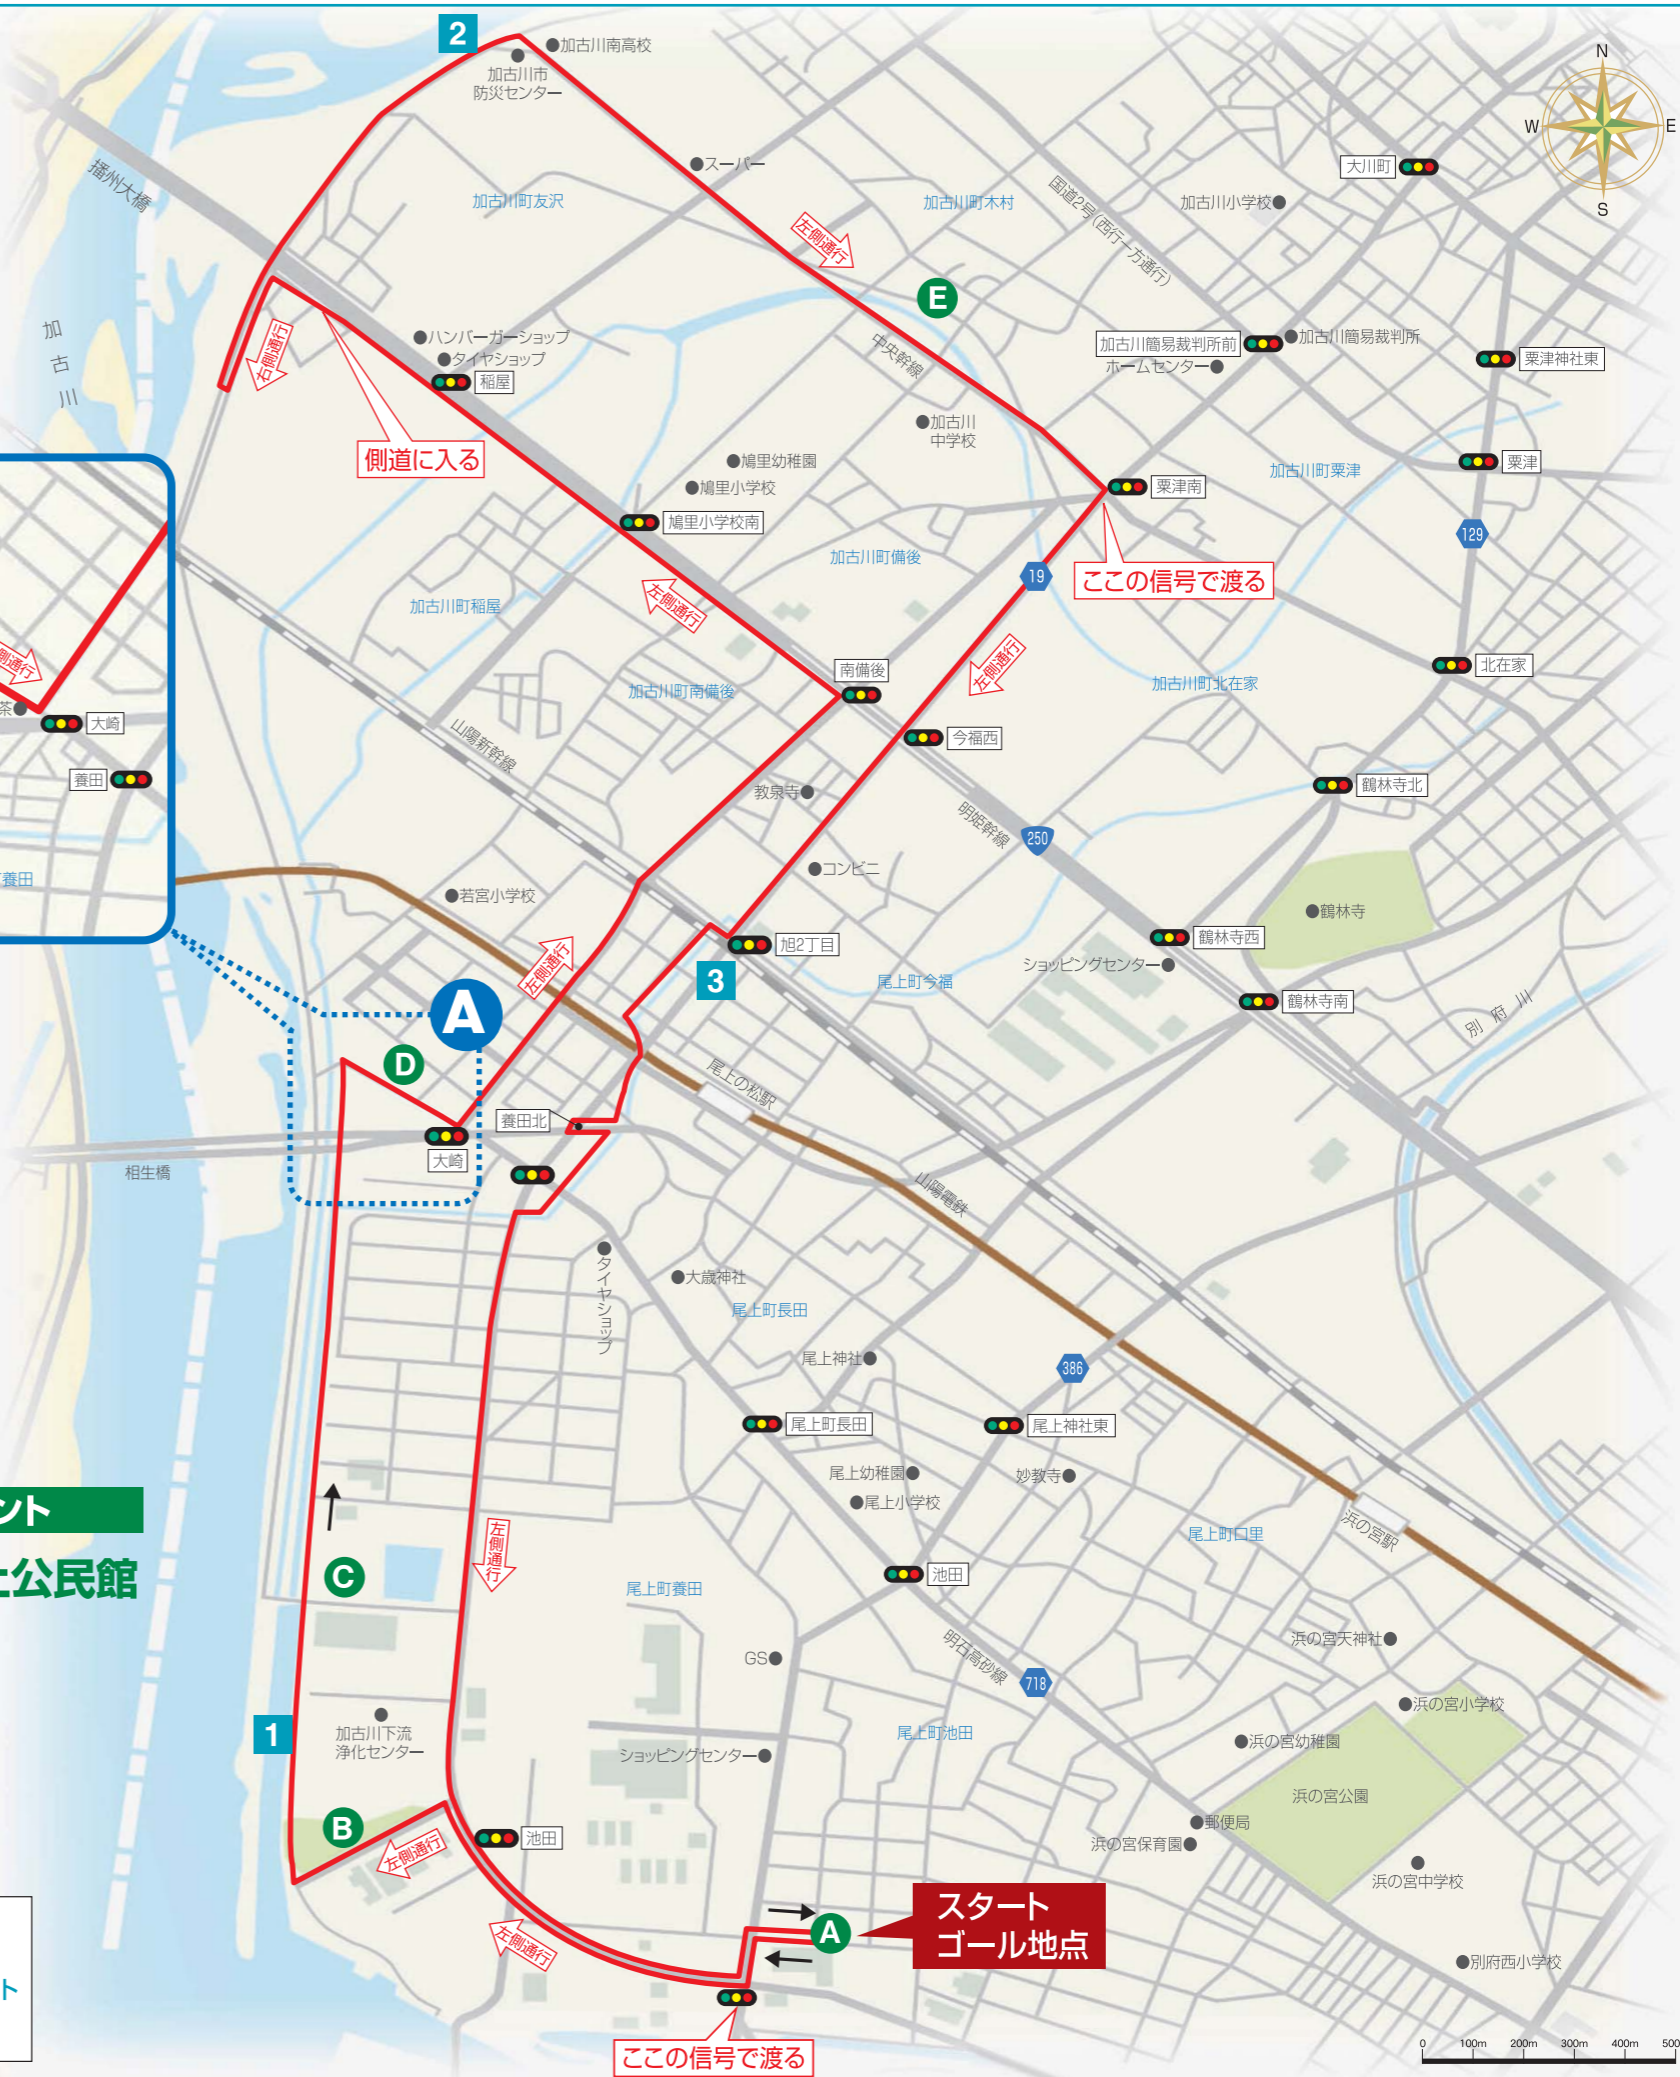 2
加古川南高校
加古川市
防災センター
スーパー
N
W
E
S
大川町
播州大橋
加古川町友沢
加古川町木村
国道2号(西行一方通行)
加古川小学校
左側通行
E
加古川
右側通行
ハンバーガーショップ
タイヤショップ
稲屋
中央幹線
加古川簡易裁判所前
加古川簡易裁判所
ホームセンター
粟津神社東
側道に入る
加古川
中学校
鳩里幼稚園
鳩里小学校
鳩里小学校南
粟津南
加古川町粟津
粟津
129
加古川町備後
19
ここの信号で渡る
加古川町稲屋
左側通行
左側通行
側通行
南備後
加古川町南備後
加古川町北在家
北在家
茶
大崎
養田
養田
山陽新幹線
今福西
教泉寺
明姫幹線
250
鶴林寺北
コンビニ
若宮小学校
鶴林寺
旭2丁目
鶴林寺西
ショッピングセンター
3
尾上町今福
鶴林寺南
別府川
左側通行
A
D
尾上の松駅
養田北
大崎
相生橋
山陽電鉄
タイヤショップ
大歳神社
尾上町長田
尾上神社
386
尾上町長田
尾上神社東
尾上幼稚園
妙教寺
尾上小学校
ント
公民館
C
左側通行
尾上町養田
池田
尾上町口里
浜の宮駅
GS
明石高砂線
718
浜の宮天神社
1
加古川下流
浄化センター
ショッピングセンター
尾上町池田
浜の宮小学校
浜の宮幼稚園
浜の宮公園
B
左側通行
池田
郵便局
浜の宮保育園
浜の宮中学校
左側通行
A
スタート
ゴール地点
別府西小学校
ト
ここの信号で渡る
0 100m 200m 300m 400m 500